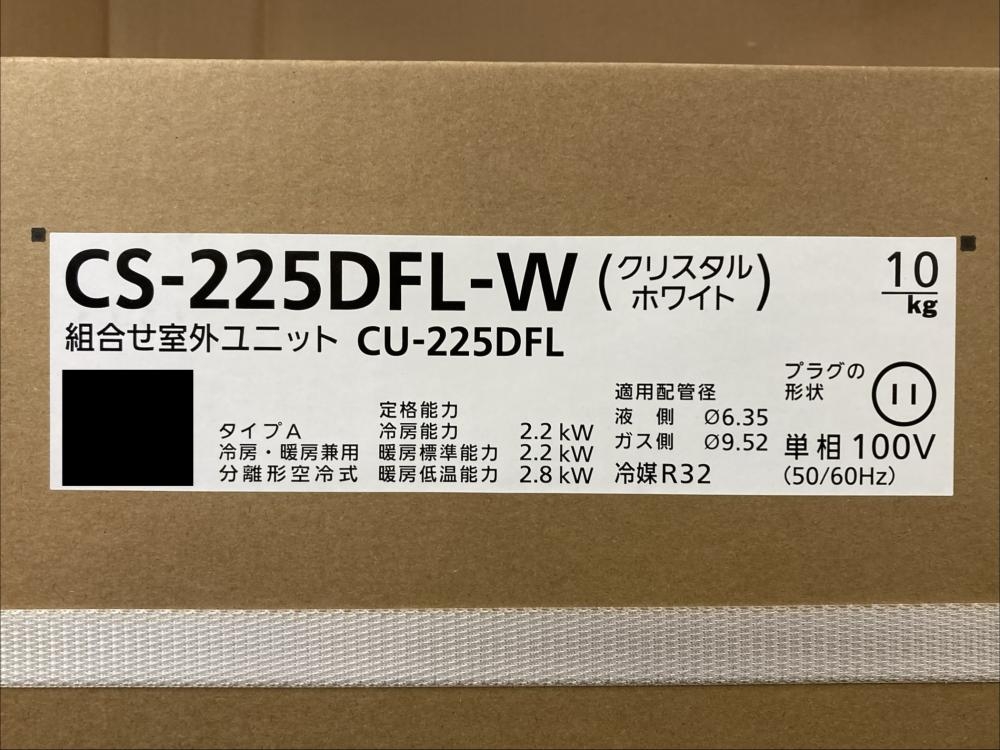 CS-225DFL-W (クリスタルホワイト) 10 kg
組合せ室外ユニット CU-225DFL
タイプA
冷房・暖房兼用
分離形空冷式
定格能力
冷房能力 2.2 kW
暖房標準能力 2.2 kW
暖房低温能力 2.8 kW
適用配管径
液 側 Ø6.35
ガス側 Ø9.52
冷媒R32
プラグの
形状
単相 100V
(50/60Hz)